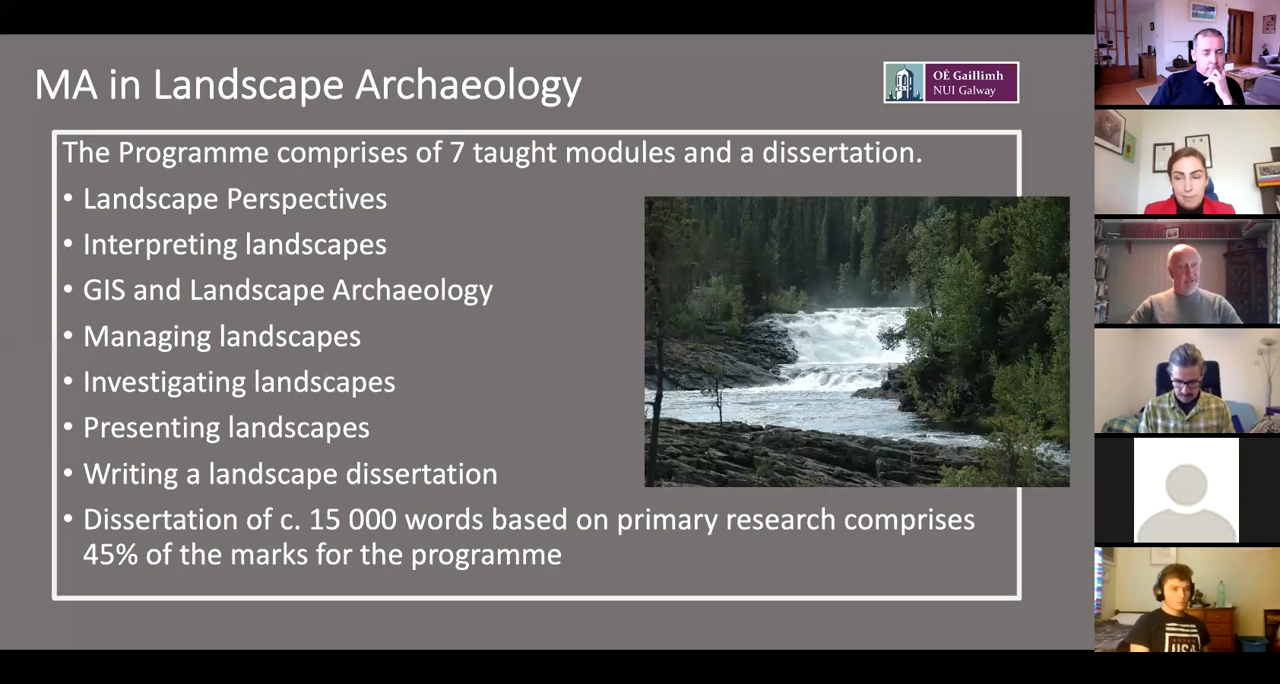 MA in Landscape Archaeology
OÉ Gaillimh
NUI Galway
The Programme comprises of 7 taught modules and a dissertation.
• Landscape Perspectives
• Interpreting landscapes
• GIS and Landscape Archaeology
• Managing landscapes
• Investigating landscapes
• Presenting landscapes
• Writing a landscape dissertation
• Dissertation of c. 15 000 words based on primary research comprises
45% of the marks for the programme
USA